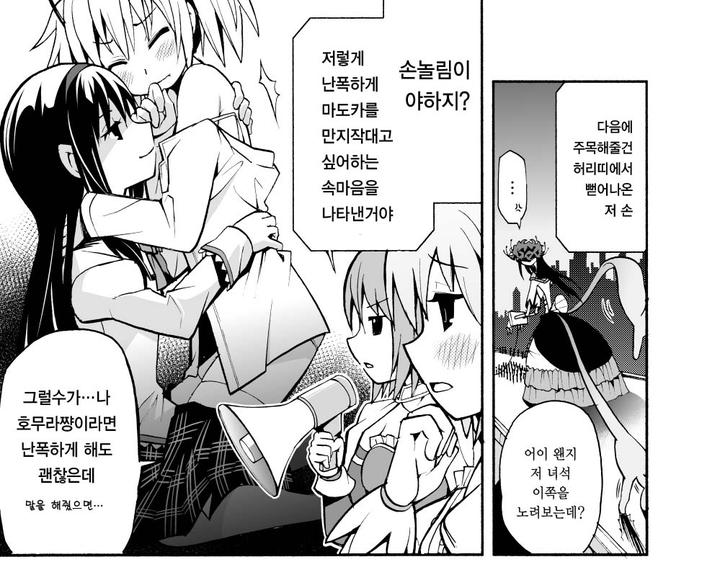 다음에
주목해줄건
허리띠에서
뻗어나온
저 손
…
어이 왠지
저 녀석
이쪽을
노려보는데?
손놀림이
야하지?
저렇게
난폭하게
마도카를
만지작대고
싶어하는
속마음을
나타낸거야
그럴수가…나
호무라쨩이라면
난폭하게 해도
괜찮은데
말을 해줬으면…